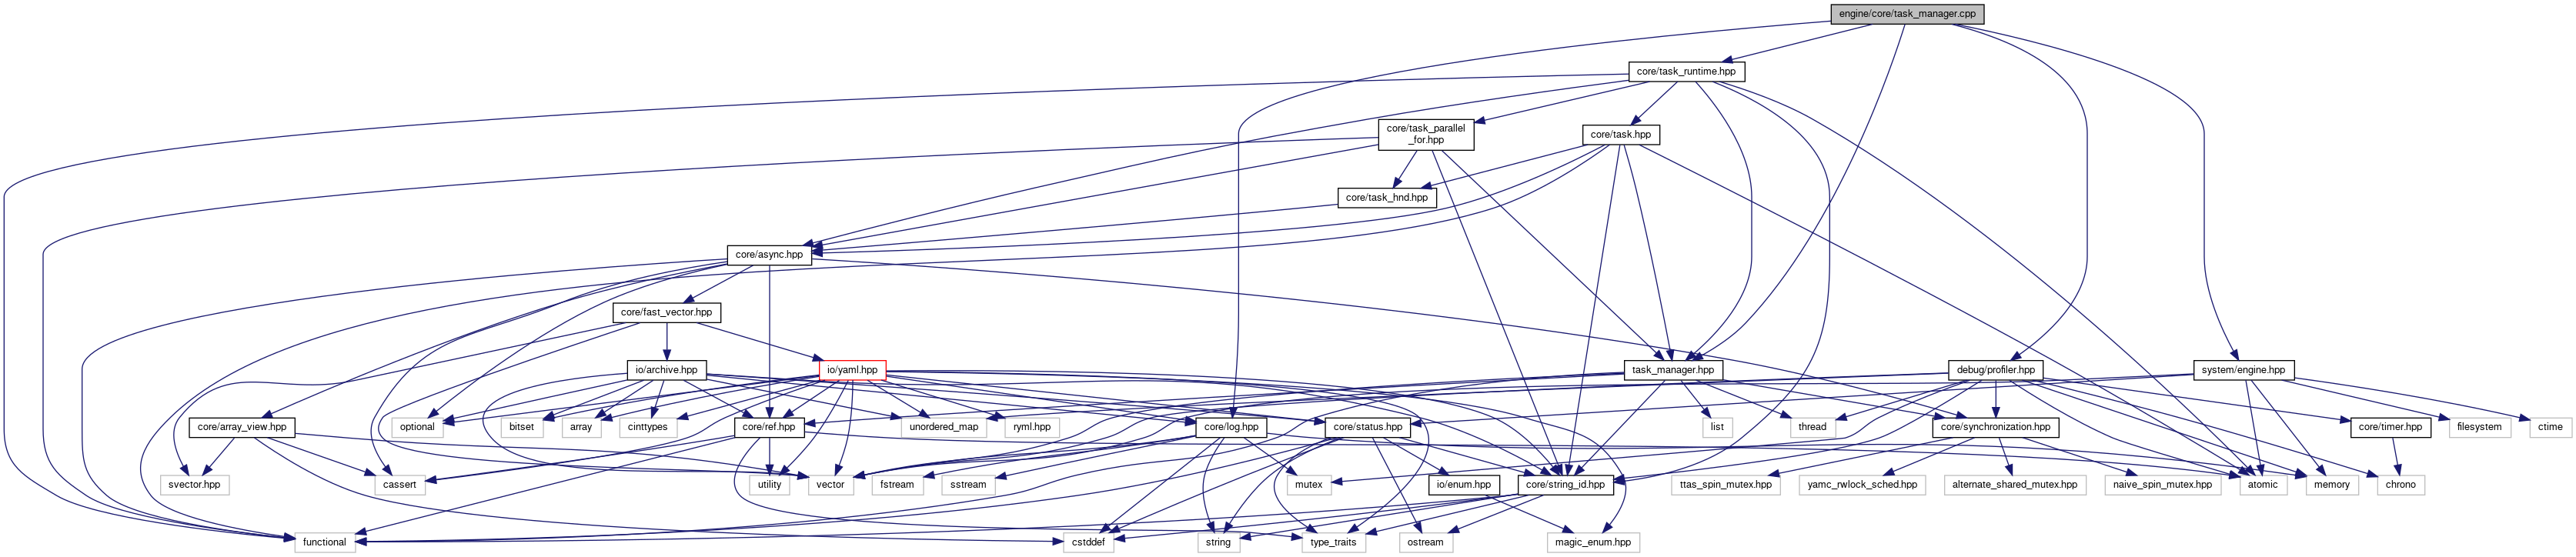 engine/core/task_manager.cpp
core/task_runtime.hpp
core/task_parallel
_for.hpp
core/task.hpp
core/task_hnd.hpp
core/async.hpp
core/fast_vector.hpp
io/archive.hpp
io/yaml.hpp
task_manager.hpp
debug/profiler.hpp
system/engine.hpp
core/array_view.hpp
optional
bitset
array
cinttypes
core/ref.hpp
unordered_map
ryml.hpp
core/log.hpp
core/status.hpp
list
thread
core/synchronization.hpp
core/timer.hpp
filesystem
ctime
svector.hpp
cassert
utility
vector
fstream
sstream
mutex
io/enum.hpp
core/string_id.hpp
ttas_spin_mutex.hpp
yamc_rwlock_sched.hpp
alternate_shared_mutex.hpp
naive_spin_mutex.hpp
atomic
memory
chrono
functional
cstddef
string
type_traits
ostream
magic_enum.hpp